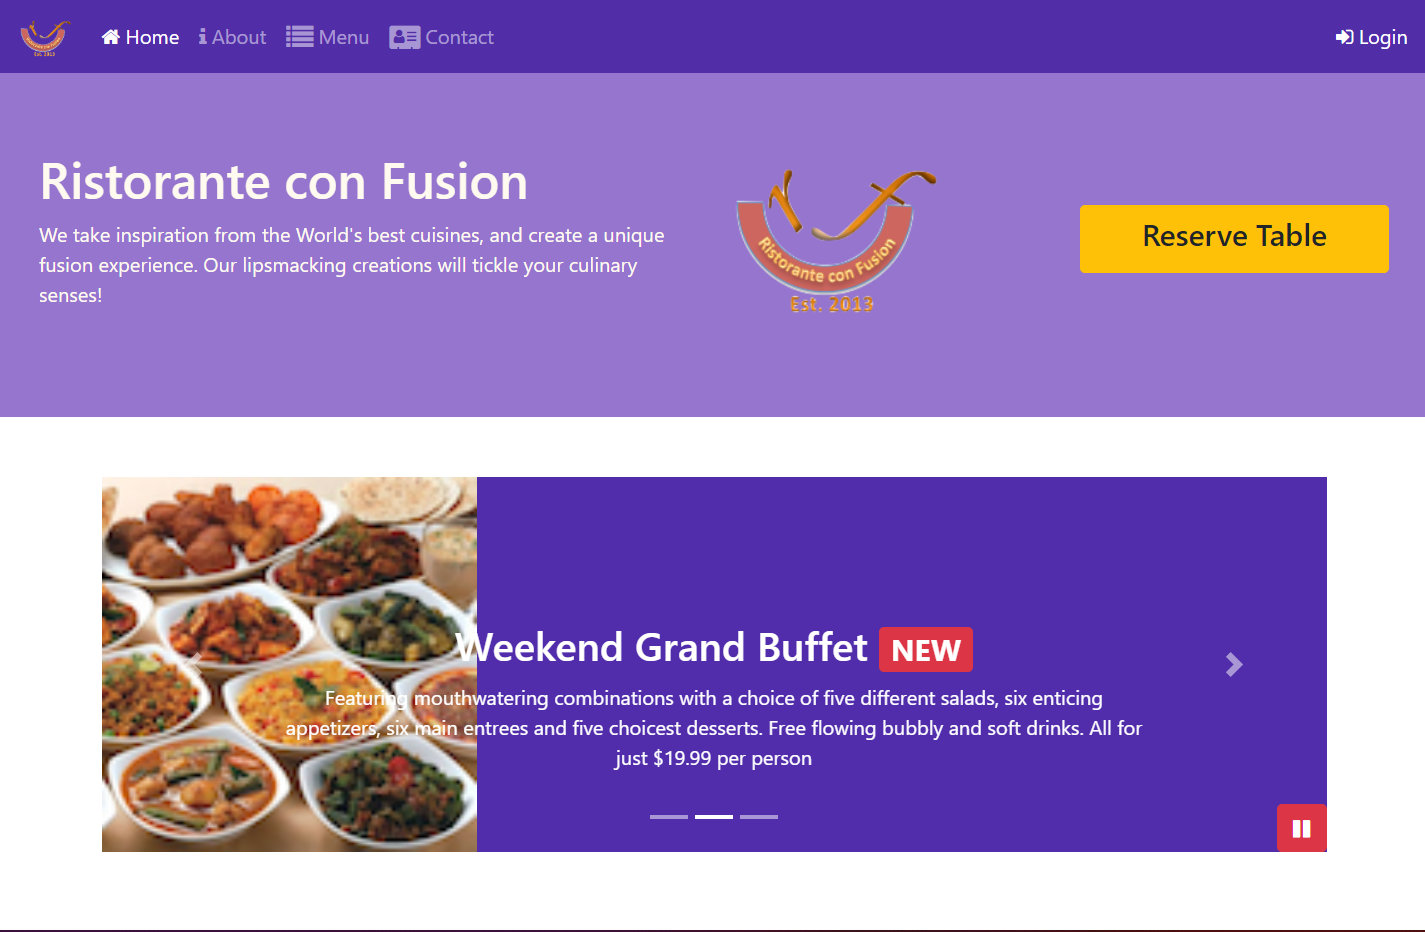 Home About Menu Contact Login
Ristorante con Fusion
We take inspiration from the World's best cuisines, and create a unique
fusion experience. Our lipsmacking creations will tickle your culinary
senses!
Ristorante con Fusion
Est. 2013
Reserve Table
Weekend Grand Buffet NEW
Featuring mouthwatering combinations with a choice of five different salads, six enticing
appetizers, six main entrees and five choicest desserts. Free flowing bubbly and soft drinks. All for
just $19.99 per person